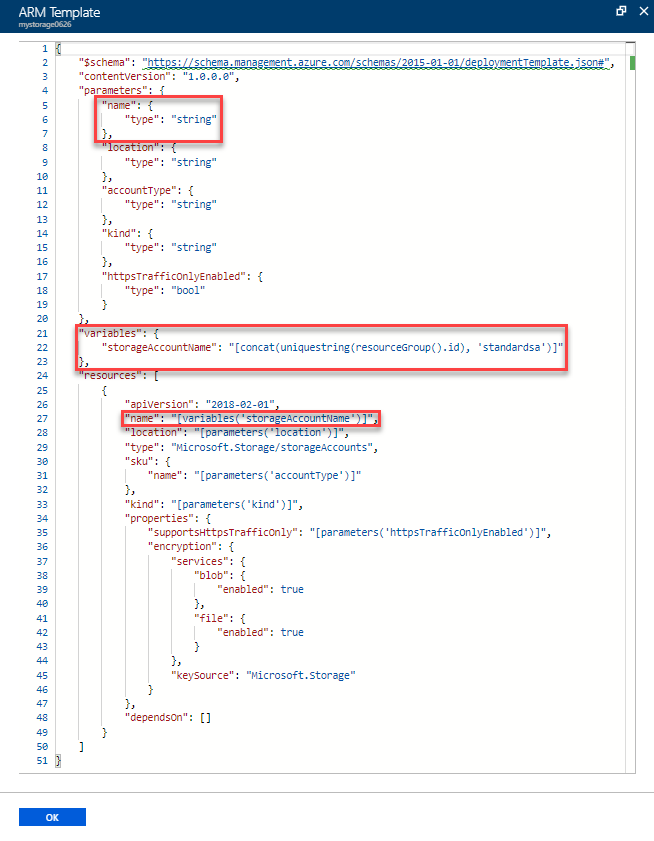 ARM Template
mystorage0626
1 {
2 "$schema": "https://schema.management.azure.com/schemas/2015-01-01/deploymentTemplate.json#",
3 "contentVersion": "1.0.0.0",
4 "parameters": {
5 "name": {
6 "type": "string"
7 },
8 "location": {
9 "type": "string"
10 },
11 "accountType": {
12 "type": "string"
13 },
14 "kind": {
15 "type": "string"
16 },
17 "httpsTrafficOnlyEnabled": {
18 "type": "bool"
19 }
20 },
21 "variables": {
22 "storageAccountName": "[concat(uniquestring(resourceGroup().id), 'standardsa')]"
23 },
24 "resources": [
25 {
26 "apiVersion": "2018-02-01",
27 "name": "[variables('storageAccountName')]",
28 "location": "[parameters('location')]",
29 "type": "Microsoft.Storage/storageAccounts",
30 "sku": {
31 "name": "[parameters('accountType')]"
32 },
33 "kind": "[parameters('kind')]",
34 "properties": {
35 "supportsHttpsTrafficOnly": "[parameters('httpsTrafficOnlyEnabled')]",
36 "encryption": {
37 "services": {
38 "blob": {
39 "enabled": true
40 },
41 "file": {
42 "enabled": true
43 }
44 },
45 "keySource": "Microsoft.Storage"
46 }
47 },
48 "dependsOn": []
49 }
50 ]
51 }
OK